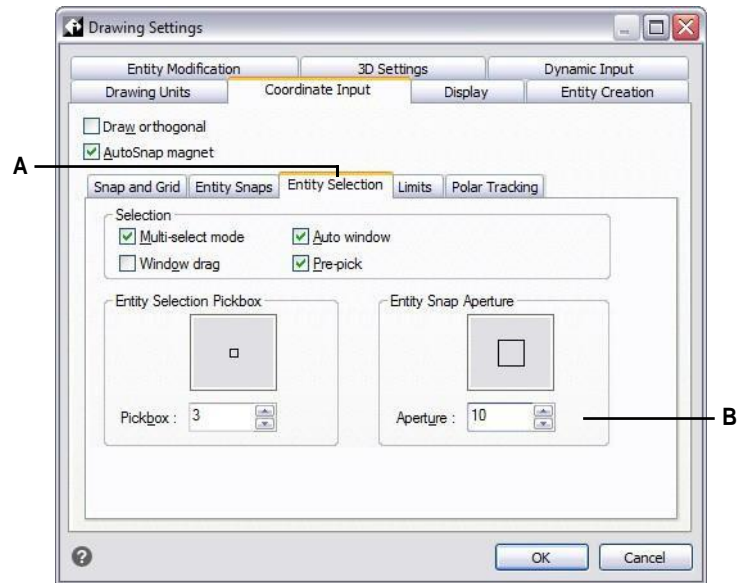 Drawing Settings
Entity Modification 3D Settings Dynamic Input
Drawing Units Coordinate Input Display Entity Creation
Draw orthogonal
AutoSnap magnet
A
Snap and Grid Entity Snaps Entity Selection Limits Polar Tracking
Selection
Multi-select mode Auto window
Window drag Pre-pick
Entity Selection Pickbox Entity Snap Aperture
Pickbox : 3 Aperture : 10
B
? OK Cancel